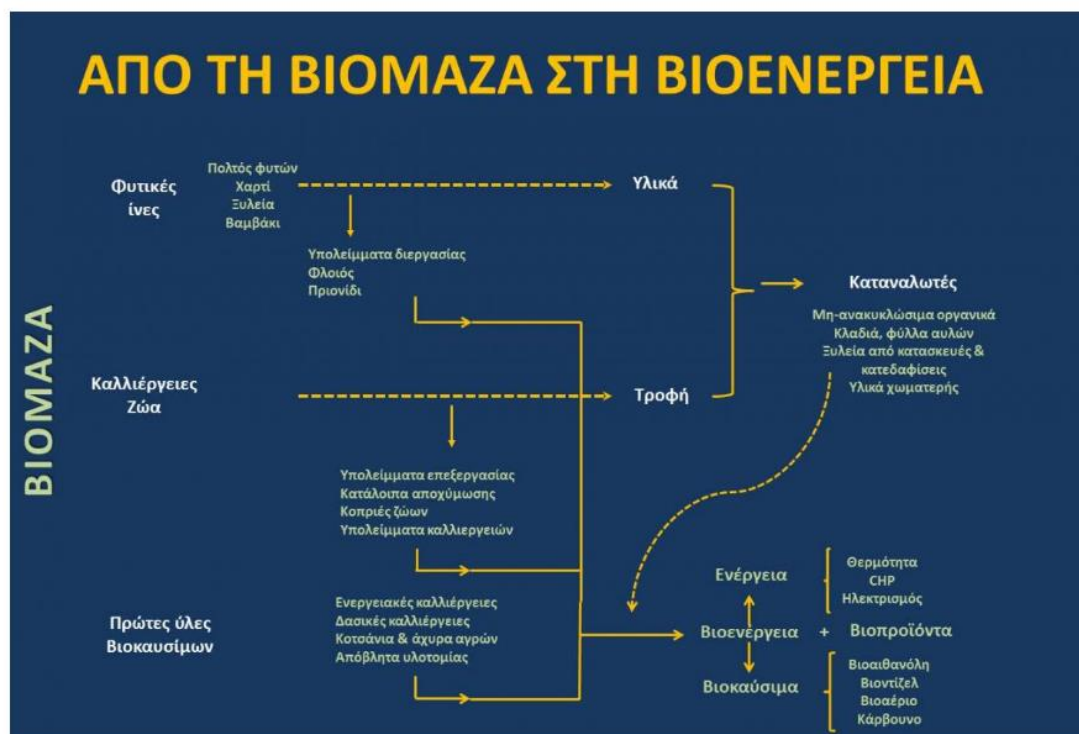 ΑΠΟ ΤΗ ΒΙΟΜΑΖΑ ΣΤΗ ΒΙΟΕΝΕΡΓΕΙΑ
ΒΙΟΜΑΖΑ
Φυτικές
ίνες
Πολτός φυτών
Χαρτί
Ξυλεία
Βαμβάκι
Υλικά
Υπολείμματα διεργασίας
Φλοιός
Πριονίδι
Καταναλωτές
Μη-ανακυκλώσιμα οργανικά
Κλαδιά, φύλλα αυλών
Ξυλεία από κατασκευές &
κατεδαφίσεις
Υλικά χωματερής
Καλλιέργειες
Ζώα
Τροφή
Υπολείμματα επεξεργασίας
Κατάλοιπα αποχύμωσης
Κοπριές ζώων
Υπολείμματα καλλιεργειών
Πρώτες ύλες
Βιοκαυσίμων
Ενεργειακές καλλιέργειες
Δασικές καλλιέργειες
Κοτσάνια & άχυρα αγρών
Απόβλητα υλοτομίας
Ενέργεια
Θερμότητα
CHP
Ηλεκτρισμός
Βιοενέργεια + Βιοπροϊόντα
Βιοκαύσιμα
Βιοαιθανόλη
Βιοντίζελ
Βιοαέριο
Κάρβουνο